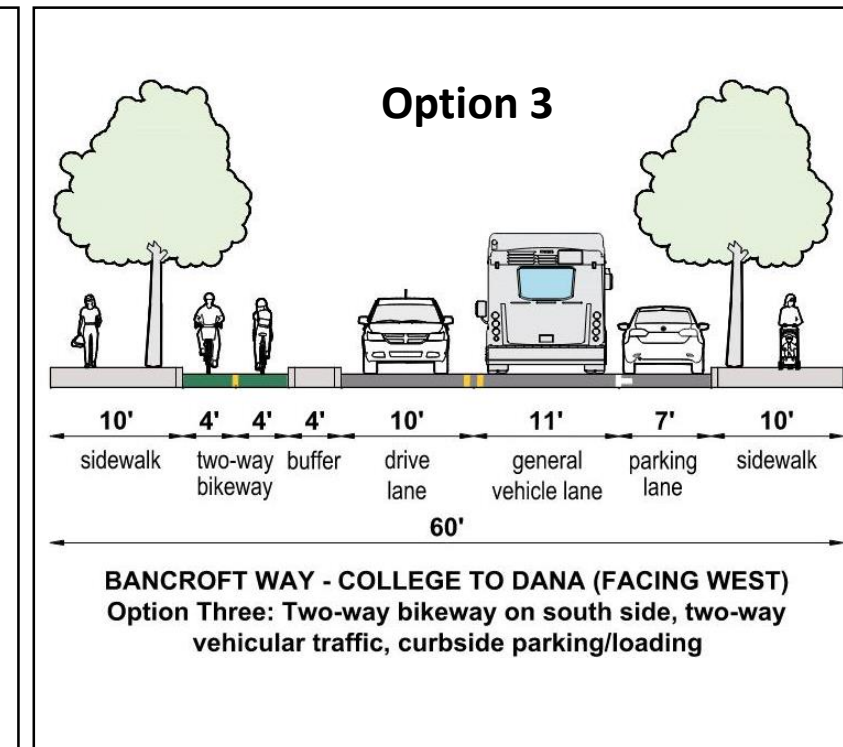 Option 3
10' 4' 4' 4' 10' 11' 7' 10'
sidewalk two-way buffer drive general parking sidewalk
bikeway lane vehicle lane lane
60'
BANCROFT WAY - COLLEGE TO DANA (FACING WEST)
Option Three: Two-way bikeway on south side, two-way
vehicular traffic, curbside parking/loading